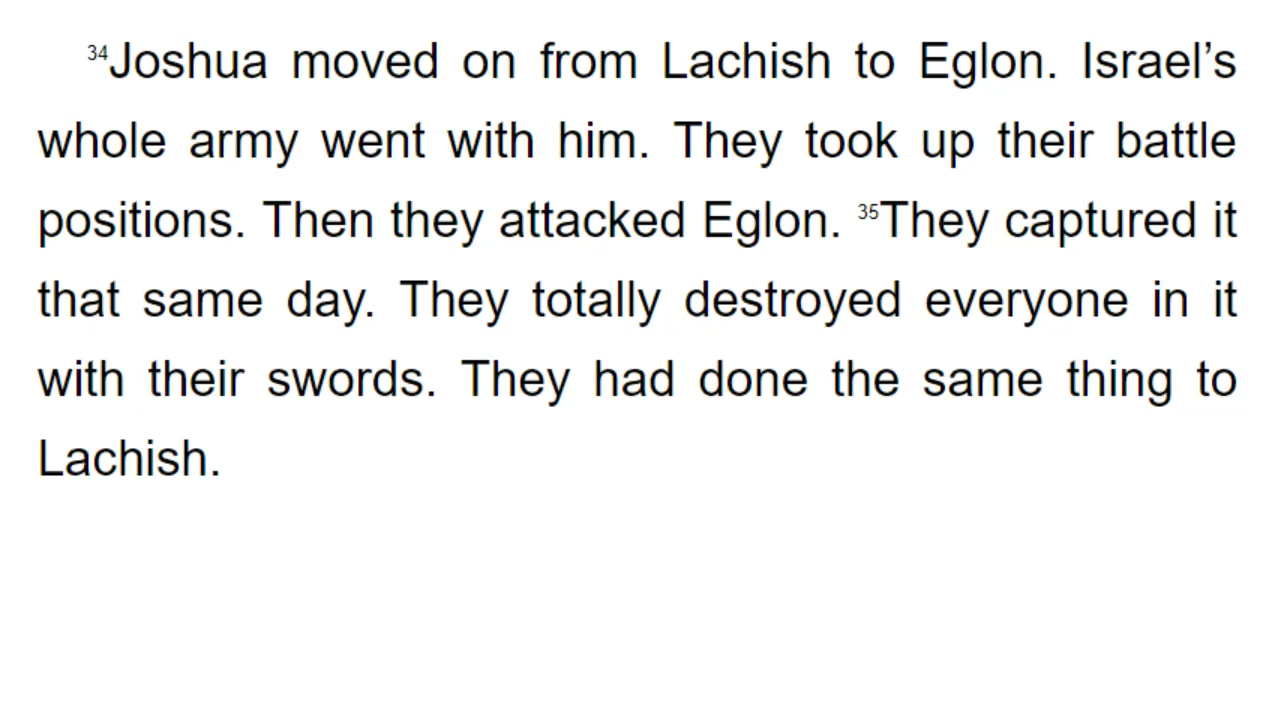 34Joshua moved on from Lachish to Eglon. Israel’s
whole army went with him. They took up their battle
positions. Then they attacked Eglon. 35They captured it
that same day. They totally destroyed everyone in it
with their swords. They had done the same thing to
Lachish.